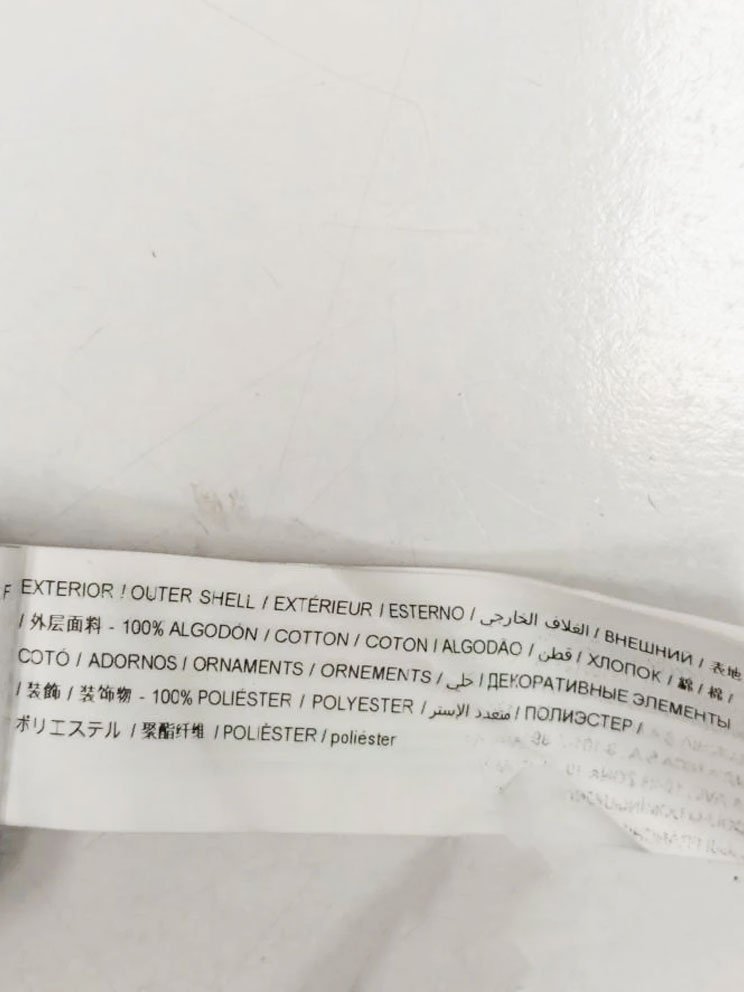 F EXTERIOR / OUTER SHELL / EXTÉRIEUR / ESTERNO / الغلاف الخارجي / ВНЕШНИЙ / 表地
/ 外层面料 - 100% ALGODÓN / COTTON / COTON / ALGODÃO / قطن / ХЛОПОК / 綿 / 棉 /
COTÓ / ADORNOS / ORNAMENTS / ORNEMENTS / حلي / ДЕКОРАТИВНЫЕ ЭЛЕМЕНТЫ
/ 装飾 / 装饰物 - 100% POLIÉSTER / POLYESTER / متعدد الإستر / ПОЛИЭСТЕР /
ポリエステル / 聚酯纤维 / POLIÈSTER / poliéster